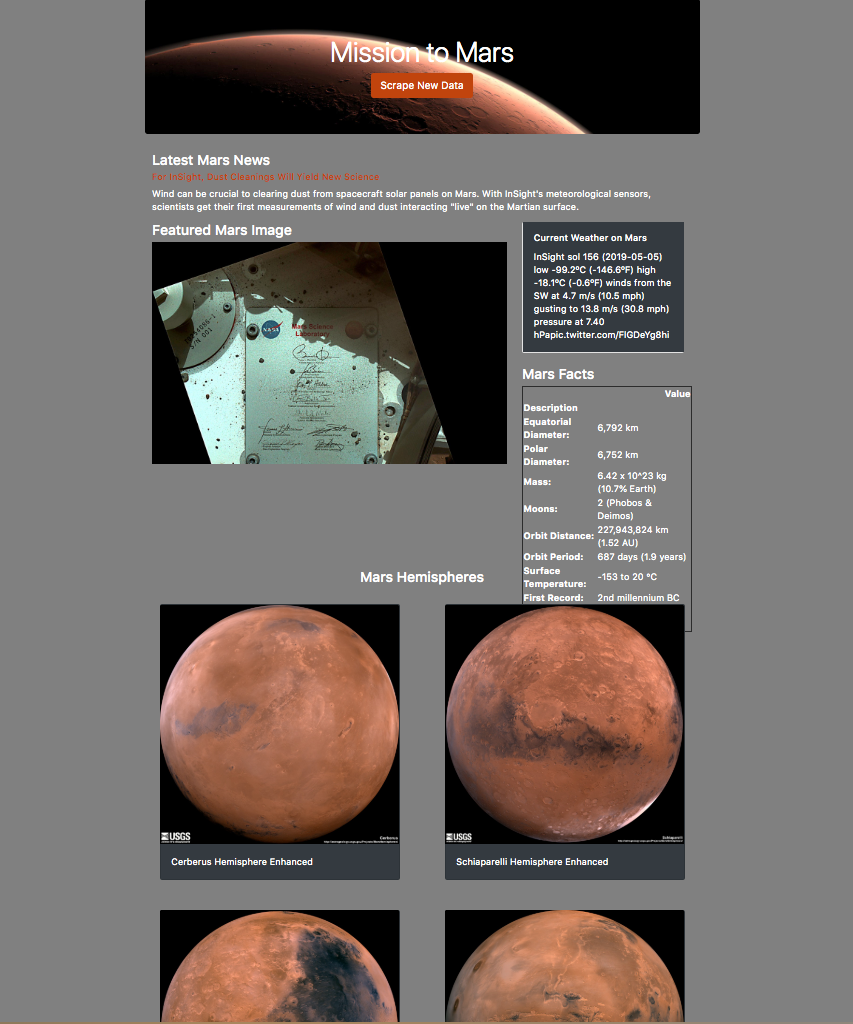 Mission to Mars
Scrape New Data
Latest Mars News
For InSight, Dust Cleanings Will Yield New Science
Wind can be crucial to clearing dust from spacecraft solar panels on Mars. With InSight's meteorological sensors,
scientists get their first measurements of wind and dust interacting "live" on the Martian surface.
Featured Mars Image
NASA
Mars Science
Laboratory
Current Weather on Mars
InSight sol 156 (2019-05-05)
low -99.2ºC (-146.6ºF) high
-18.1ºC (-0.6ºF) winds from the
SW at 4.7 m/s (10.5 mph)
gusting to 13.8 m/s (30.8 mph)
pressure at 7.40
hPapic.twitter.com/FlGDeYg8hi
Mars Facts
Value
Description
Equatorial
Diameter:
6,792 km
Polar
Diameter:
6,752 km
Mass:
6.42 x 10^23 kg
(10.7% Earth)
Moons:
2 (Phobos &
Deimos)
Orbit Distance:
227,943,824 km
(1.52 AU)
Orbit Period:
687 days (1.9 years)
Surface
Temperature:
-153 to 20 °C
First Record:
2nd millennium BC
Mars Hemispheres
USGS
Cerberus
USGS
Schiaparelli
Cerberus Hemisphere Enhanced
Schiaparelli Hemisphere Enhanced